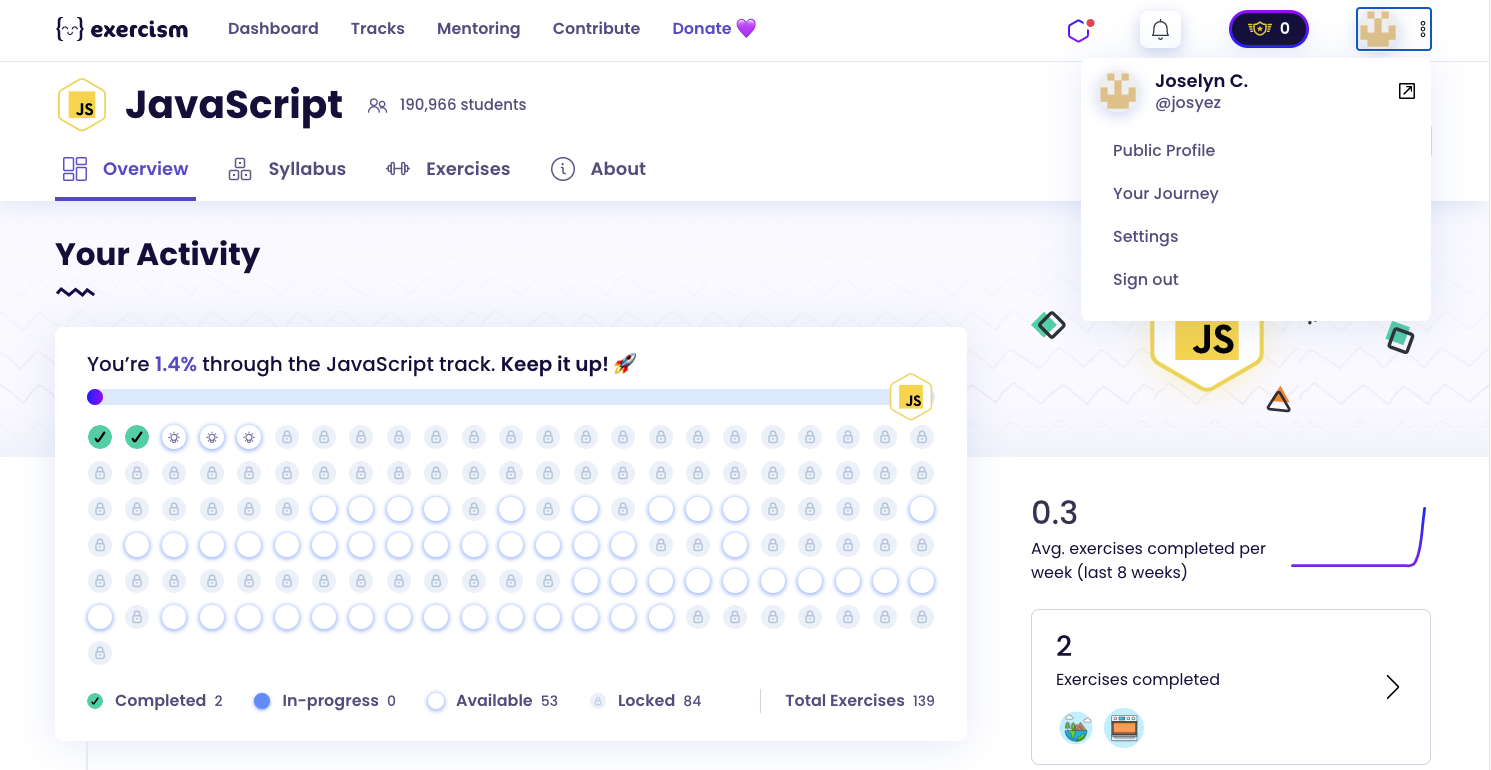 exercism Dashboard Tracks Mentoring Contribute Donate 💜 0
Joselyn C.
@josyez
Public Profile
Your Journey
Settings
Sign out
JS JavaScript 190,966 students
Overview Syllabus Exercises About
Your Activity
JS
You’re 1.4% through the JavaScript track. Keep it up! 🚀
JS
Completed 2 In-progress 0 Available 53 Locked 84 Total Exercises 139
0.3
Avg. exercises completed per
week (last 8 weeks)
2
Exercises completed